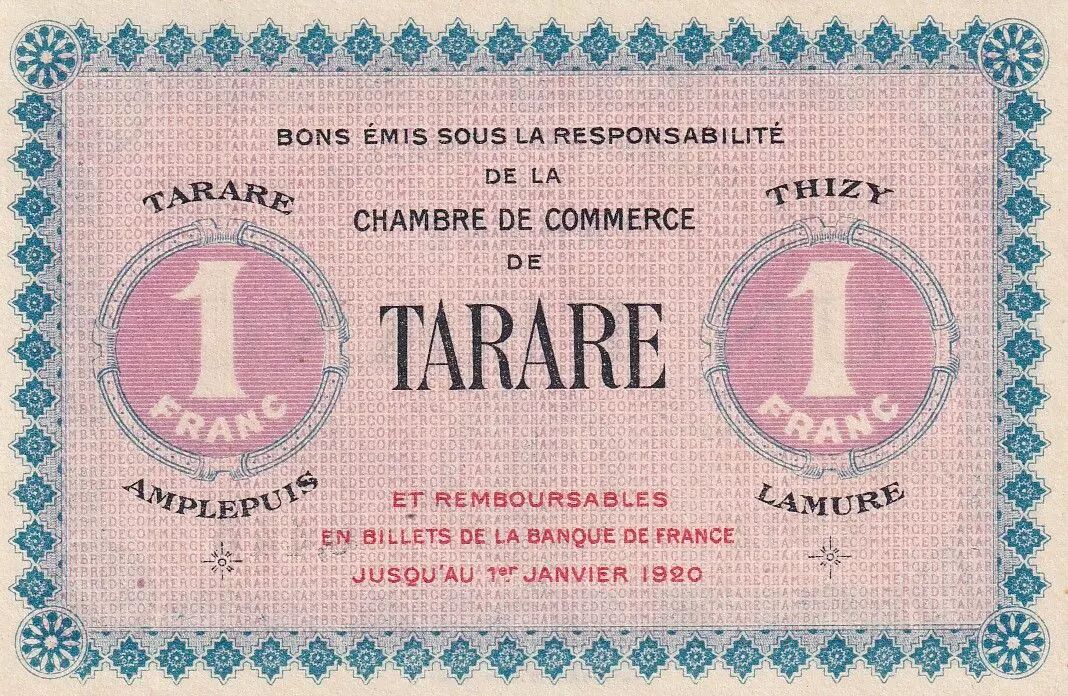 BONS ÉMIS SOUS LA RESPONSABILITÉ
DE LA
CHAMBRE DE COMMERCE
DE
TARARE
TARARE
1
FRANC
AMPLEPUIS
THIZY
1
FRANC
LAMURE
ET REMBOURSABLES
EN BILLETS DE LA BANQUE DE FRANCE
JUSQU'AU 1er JANVIER 1920